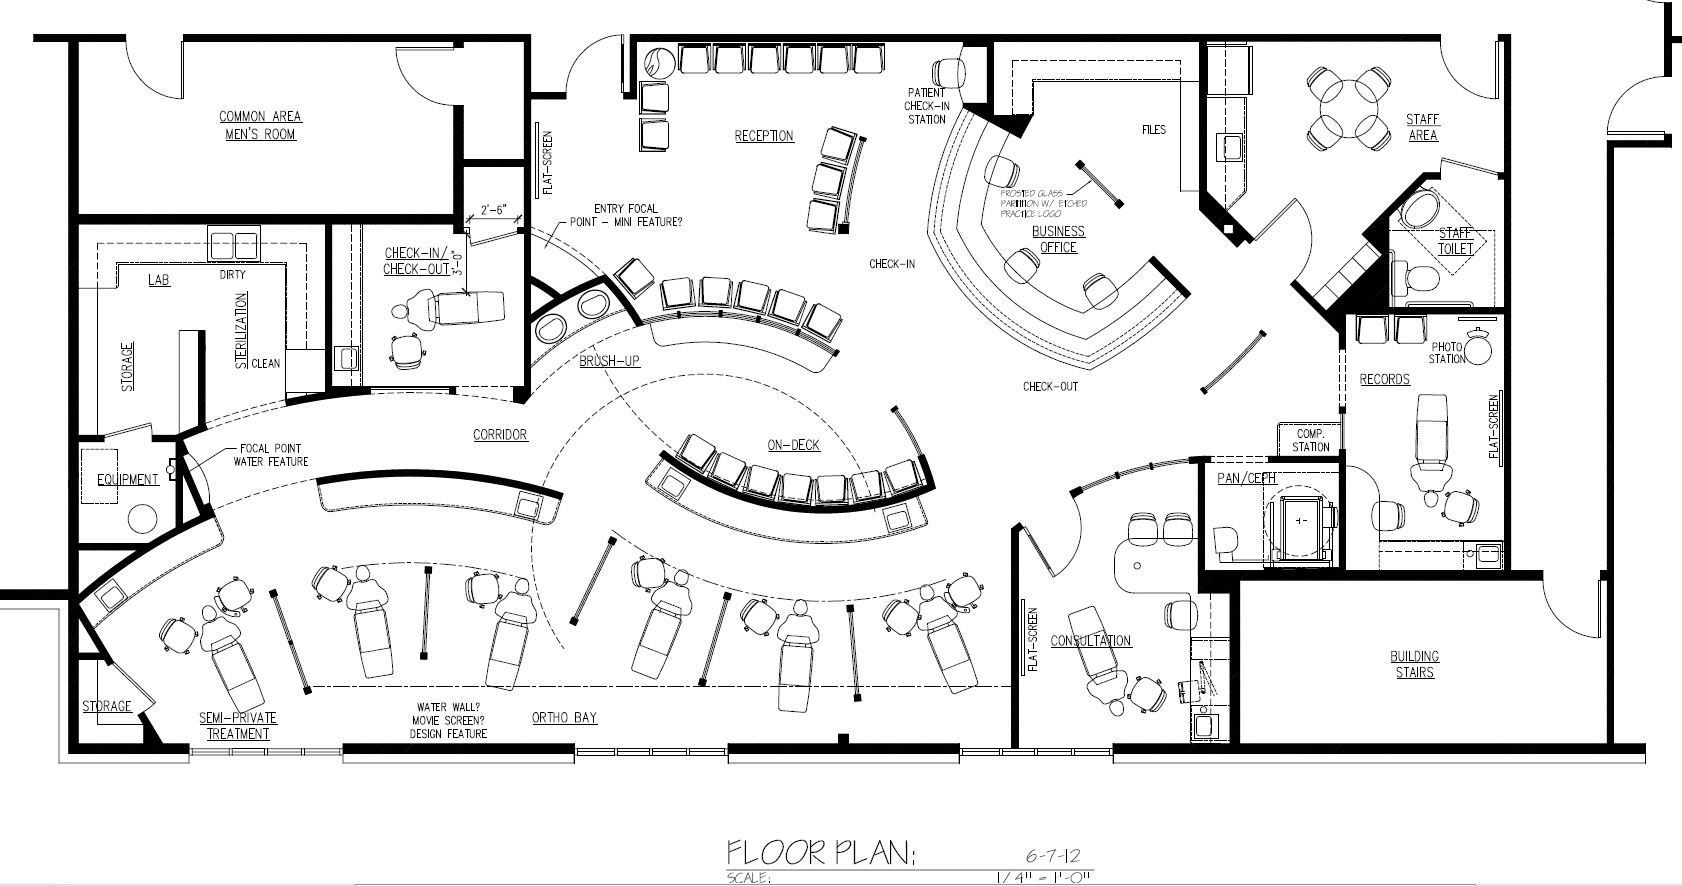 COMMON AREA
MEN'S ROOM
FLAT-SCREEN
RECEPTION
PATIENT
CHECK-IN
STATION
FILES
STAFF
AREA
2'-6"
ENTRY FOCAL
POINT - MINI FEATURE?
FROSTED GLASS
PARTITION W/ ETCHED
PRACTICE LOGO
BUSINESS
OFFICE
STAFF
TOILET
LAB
DIRTY
CHECK-IN/
CHECK-OUT
3'-0"
CHECK-IN
STERILIZATION
STORAGE
CLEAN
BRUSH-UP
CHECK-OUT
PHOTO
STATION
RECORDS
FLAT-SCREEN
CORRIDOR
ON-DECK
COMP.
STATION
FOCAL POINT
WATER FEATURE
EQUIPMENT
PAN/CEPH
FLAT-SCREEN
CONSULTATION
BUILDING
STAIRS
STORAGE
SEMI-PRIVATE
TREATMENT
WATER WALL?
MOVIE SCREEN?
DESIGN FEATURE
ORTHO BAY
FLOOR PLAN: 6-7-12
SCALE: 1/4" = 1'-0"